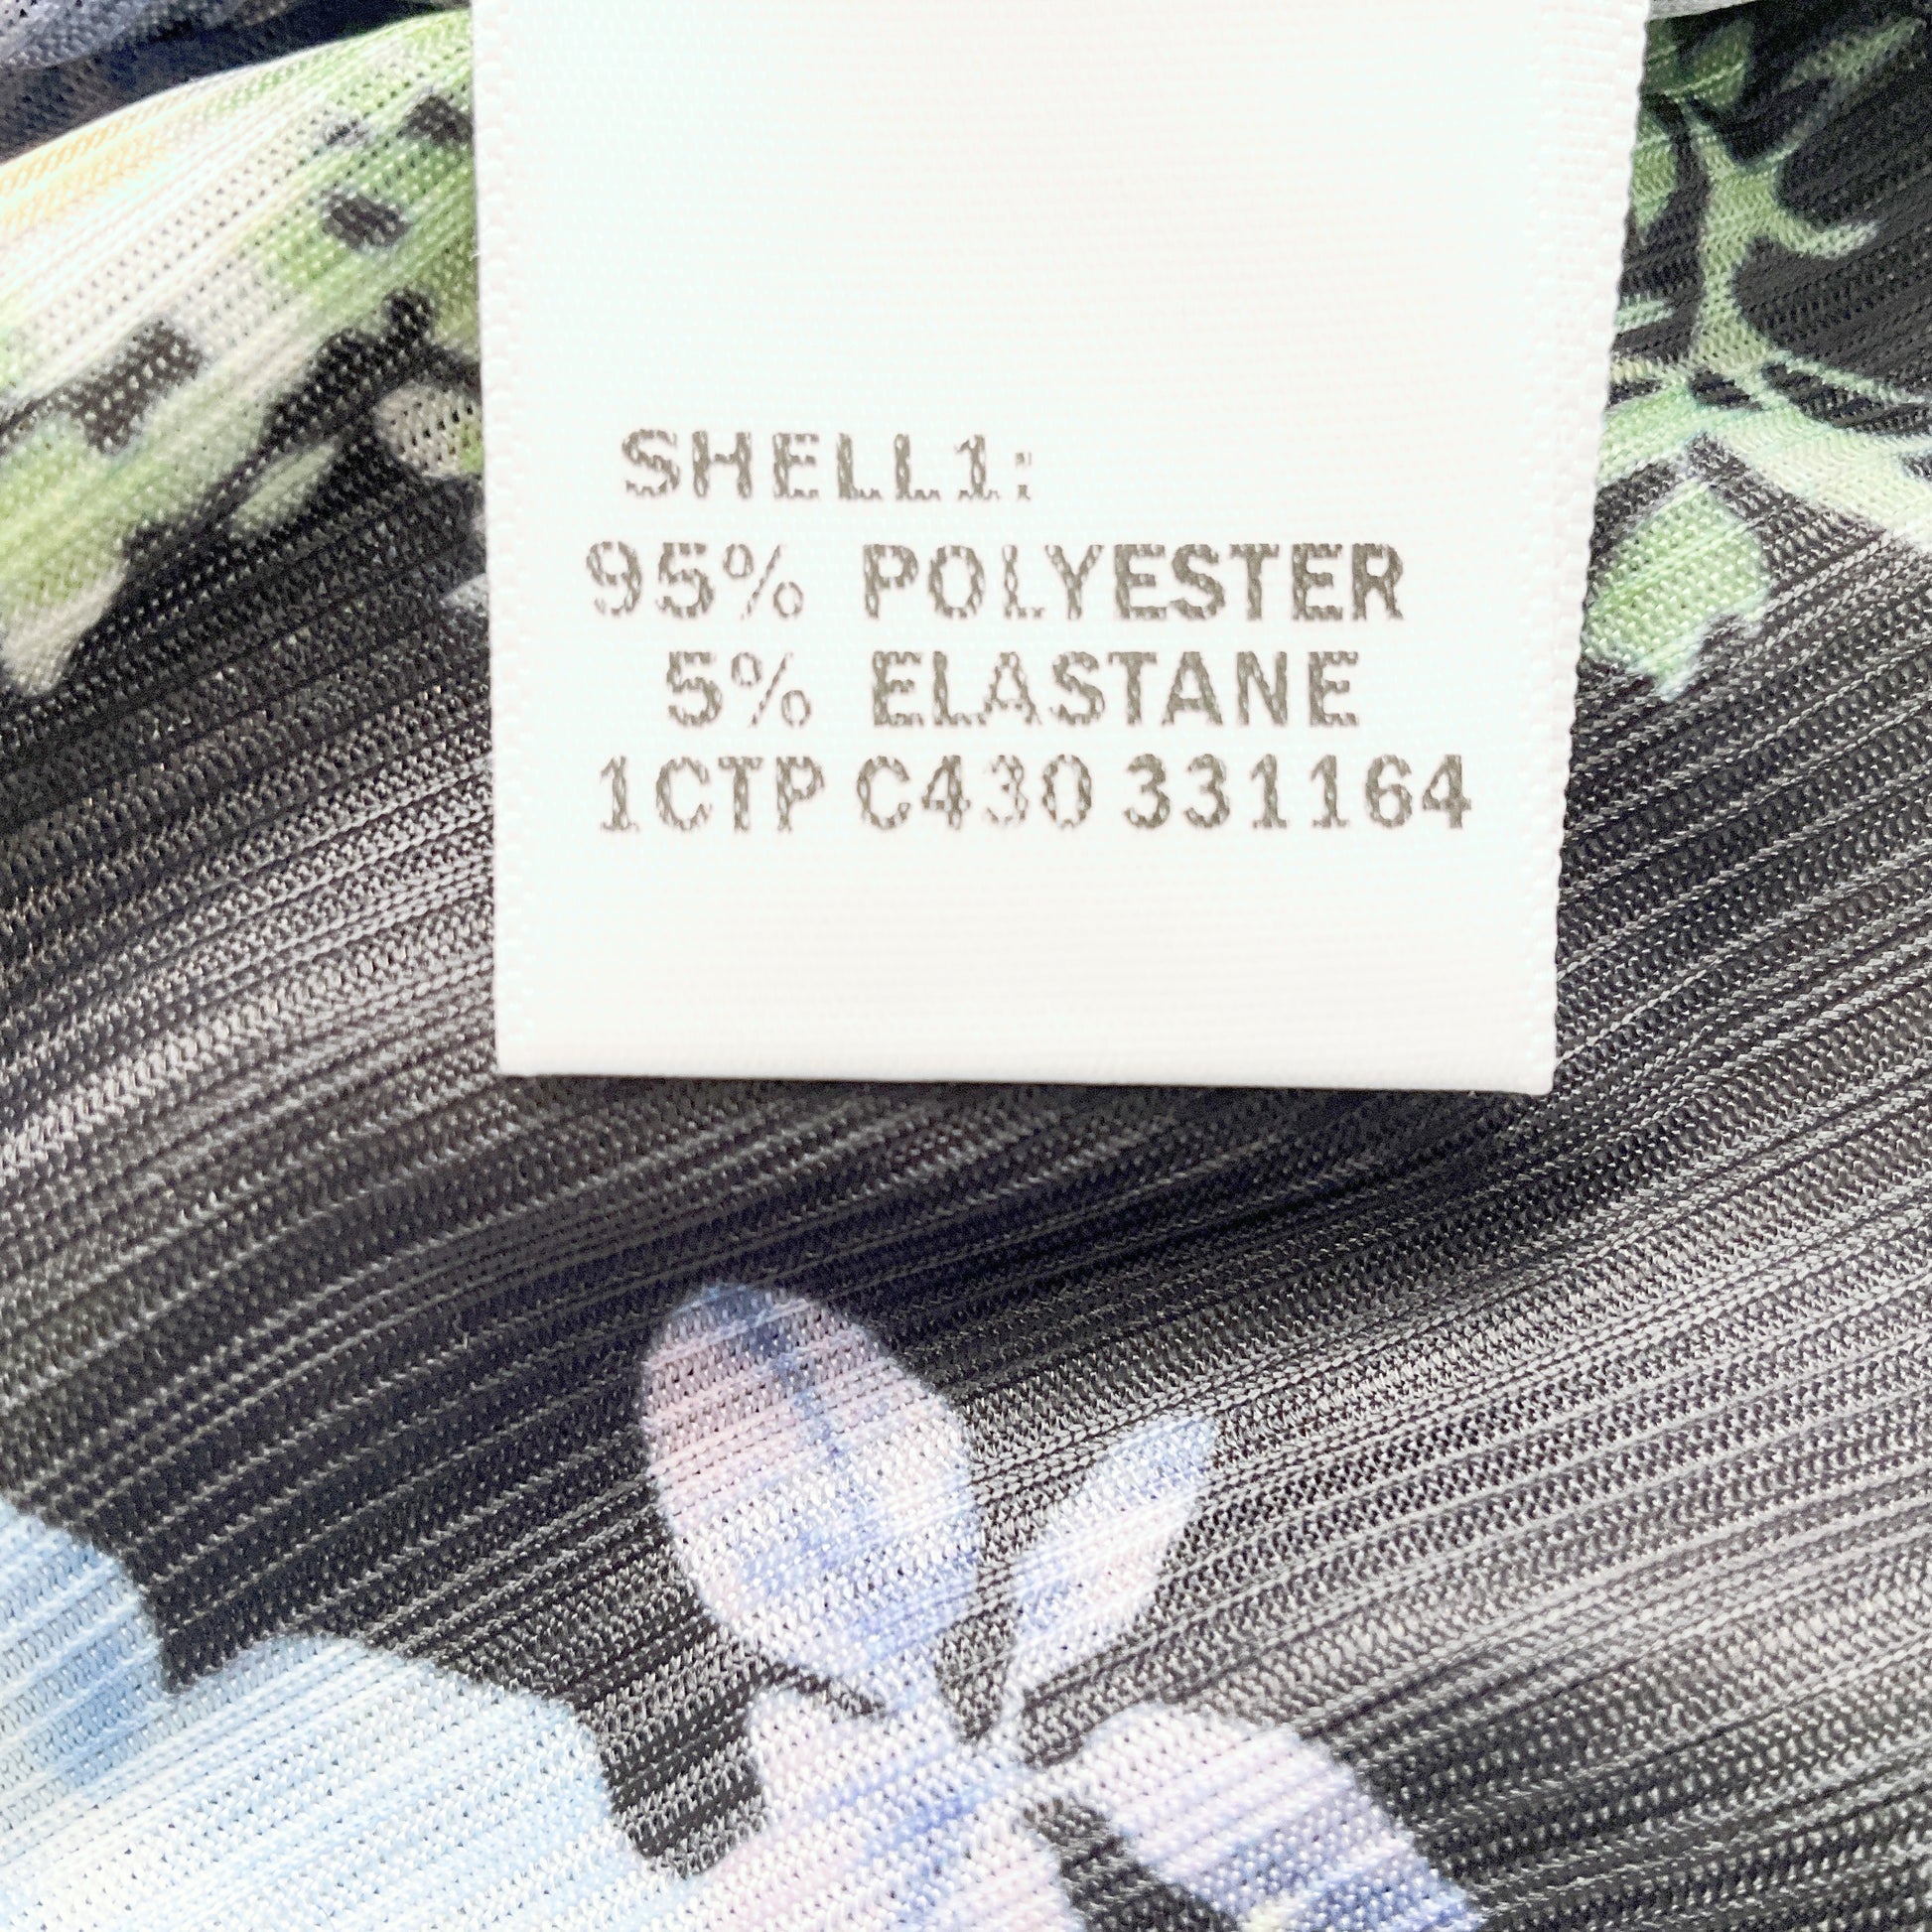 SHELL1:
95% POLYESTER
5% ELASTANE
1CTP C430 331164